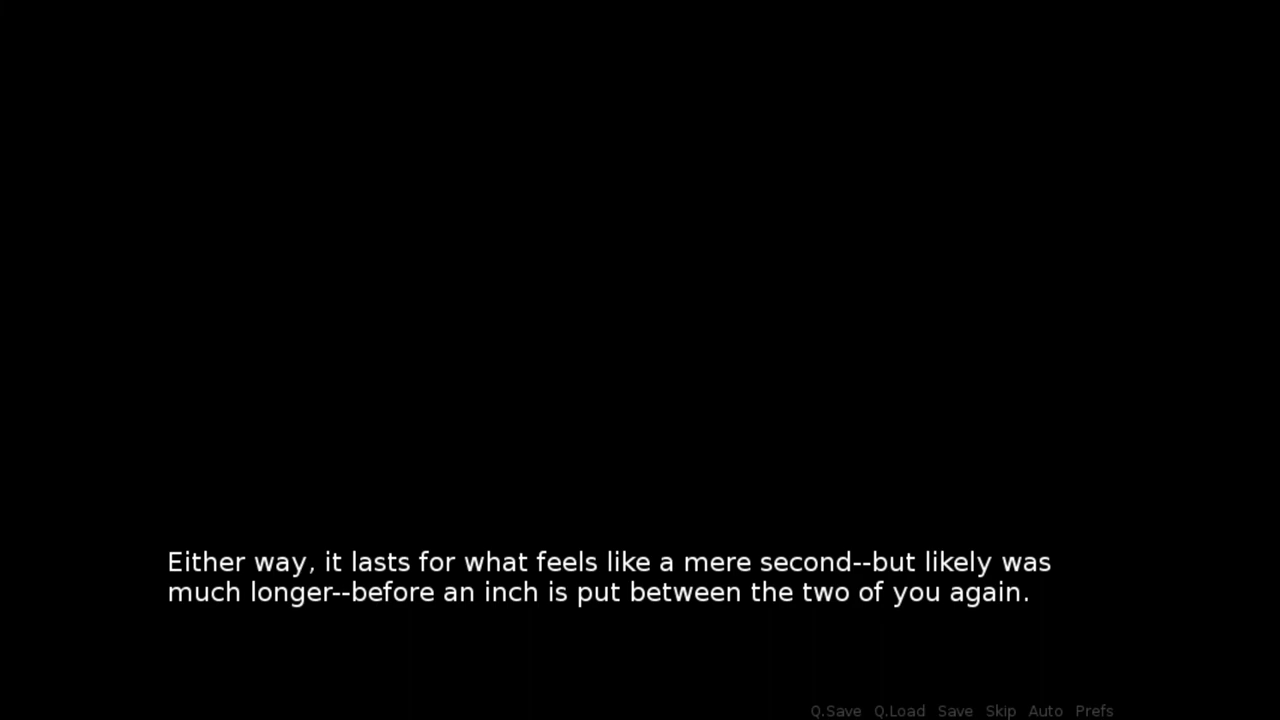 Either way, it lasts for what feels like a mere second--but likely was
much longer--before an inch is put between the two of you again.
Q.Save Q.Load Save Skip Auto Prefs